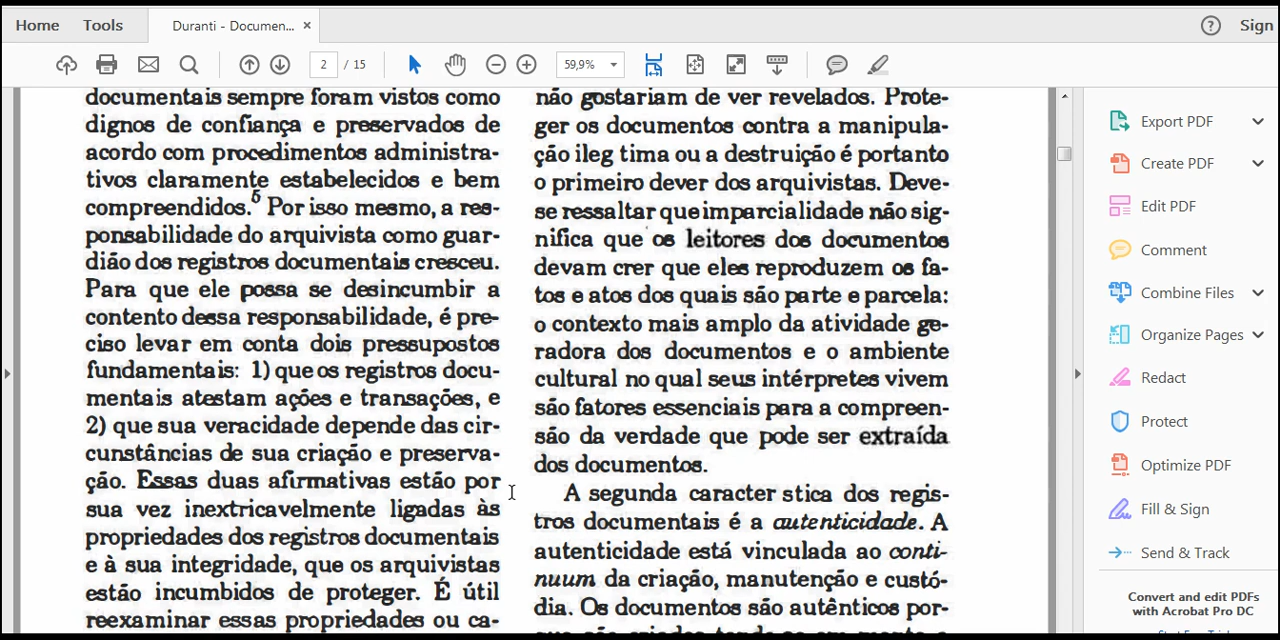 Home
Tools
Duranti - Documen...
×
?
Sign
2
/ 15
59,9%
documentais sempre foram vistos como
dignos de confiança e preservados de
acordo com procedimentos administra-
tivos claramente estabelecidos e bem
compreendidos.5 Por isso mesmo, a res-
ponsabilidade do arquivista como guar-
dião dos registros documentais cresceu.
Para que ele possa se desincumbir a
contento dessa responsabilidade, é pre-
ciso levar em conta dois pressupostos
fundamentais: 1) que os registros docu-
mentais atestam ações e transações, e
2) que sua veracidade depende das cir-
cunstâncias de sua criação e preserva-
ção. Essas duas afirmativas estão por
sua vez inextricavelmente ligadas às
propriedades dos registros documentais
e à sua integridade, que os arquivistas
estão incumbidos de proteger. É útil
reexaminar essas propriedades ou ca-
não gostariam de ver revelados. Prote-
ger os documentos contra a manipula-
ção ileg tima ou a destruição é portanto
o primeiro dever dos arquivistas. Deve-
se ressaltar que imparcialidade não sig-
nifica que os leitores dos documentos
devam crer que eles reproduzem os fa-
tos e atos dos quais são parte e parcela:
o contexto mais amplo da atividade ge-
radora dos documentos e o ambiente
cultural no qual seus intérpretes vivem
são fatores essenciais para a compreen-
são da verdade que pode ser extraída
dos documentos.
A segunda caracter stica dos regis-
tros documentais é a autenticidade. A
autenticidade está vinculada ao conti-
nuum da criação, manutenção e custó-
dia. Os documentos são autênticos por-
Export PDF
Create PDF
Edit PDF
Comment
Combine Files
Organize Pages
Redact
Protect
Optimize PDF
Fill & Sign
Send & Track
Convert and edit PDFs
with Acrobat Pro DC